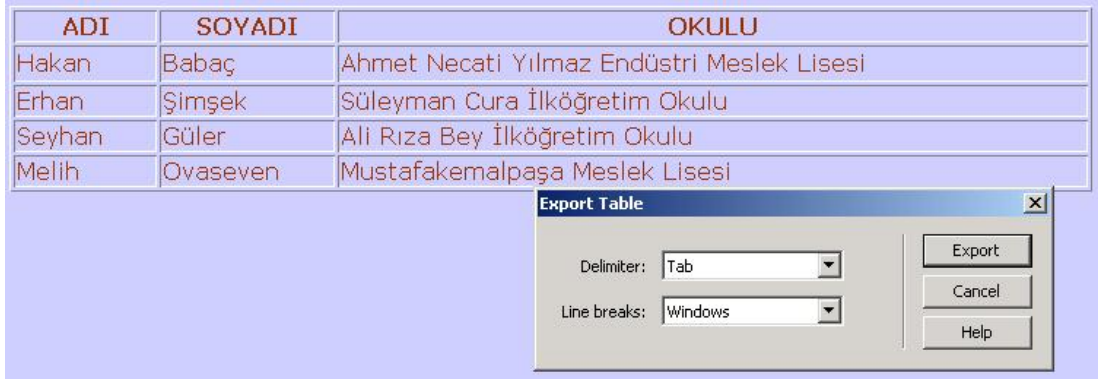 ADI SOYADI OKULU
Hakan Babaç Ahmet Necati Yılmaz Endüstri Meslek Lisesi
Erhan Şimşek Süleyman Cura İlköğretim Okulu
Seyhan Güler Ali Rıza Bey İlköğretim Okulu
Melih Ovaseven Mustafakemalpaşa Meslek Lisesi
Export Table
Delimiter: Tab Export
Cancel
Line breaks: Windows
Help